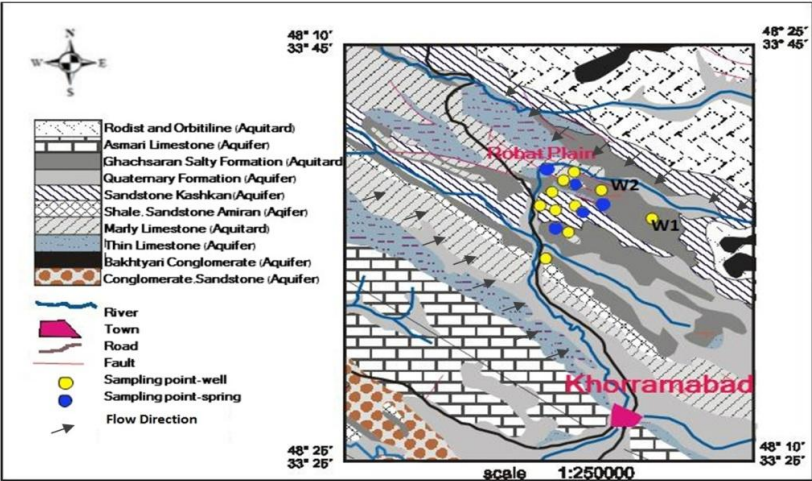 N
W E
S
48° 10'
33° 45'
48° 25'
33° 45'
Rodist and Orbitiline (Aquitard)
Asmari Limestone (Aquifer)
Ghachsaran Salty Formation (Aquitard
Quaternary Formation (Aquifer)
Sandstone Kashkan(Aquifer)
Shale. Sandstone Amiran (Aqifer)
Marly Limestone (Aquitard)
Thin Limestone (Aquifer)
Bakhtyari Conglomerate (Aquifer)
Conglomerate.Sandstone (Aquifer)
River
Town
Road
Fault
Sampling point-well
Sampling point-spring
Flow Direction
Robat Plain
W2
W1
Khorramabad
48° 25'
33° 25'
48° 10'
33° 25'
scale 1:250000